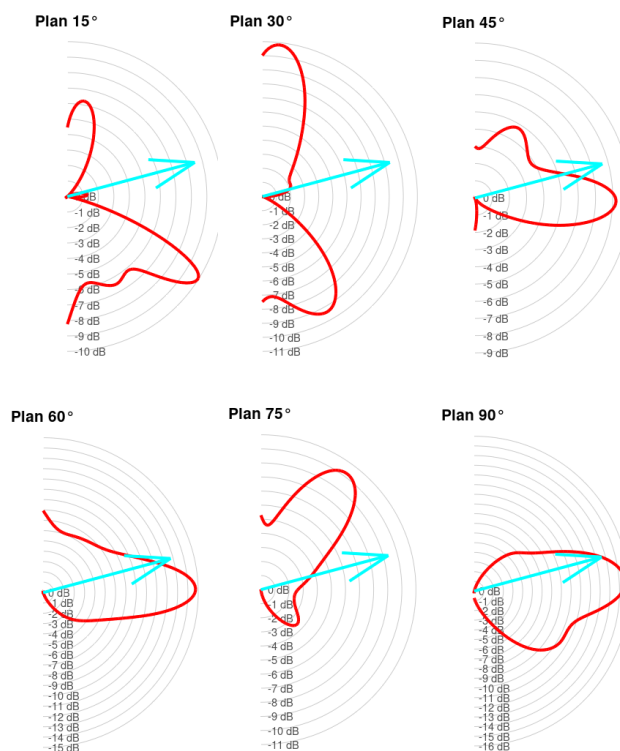 Plan 15°
0 dB
-1 dB
-2 dB
-3 dB
-4 dB
-5 dB
-6 dB
-7 dB
-8 dB
-9 dB
-10 dB
Plan 30°
0 dB
-1 dB
-2 dB
-3 dB
-4 dB
-5 dB
-6 dB
-7 dB
-8 dB
-9 dB
-10 dB
-11 dB
Plan 45°
0 dB
-1 dB
-2 dB
-3 dB
-4 dB
-5 dB
-6 dB
-7 dB
-8 dB
-9 dB
Plan 60°
0 dB
-1 dB
-2 dB
-3 dB
-4 dB
-5 dB
-6 dB
-7 dB
-8 dB
-9 dB
-10 dB
-11 dB
-12 dB
-13 dB
-14 dB
-15 dB
Plan 75°
0 dB
-1 dB
-2 dB
-3 dB
-4 dB
-5 dB
-6 dB
-7 dB
-8 dB
-9 dB
-10 dB
-11 dB
Plan 90°
0 dB
-1 dB
-2 dB
-3 dB
-4 dB
-5 dB
-6 dB
-7 dB
-8 dB
-9 dB
-10 dB
-11 dB
-12 dB
-13 dB
-14 dB
-15 dB
-16 dB